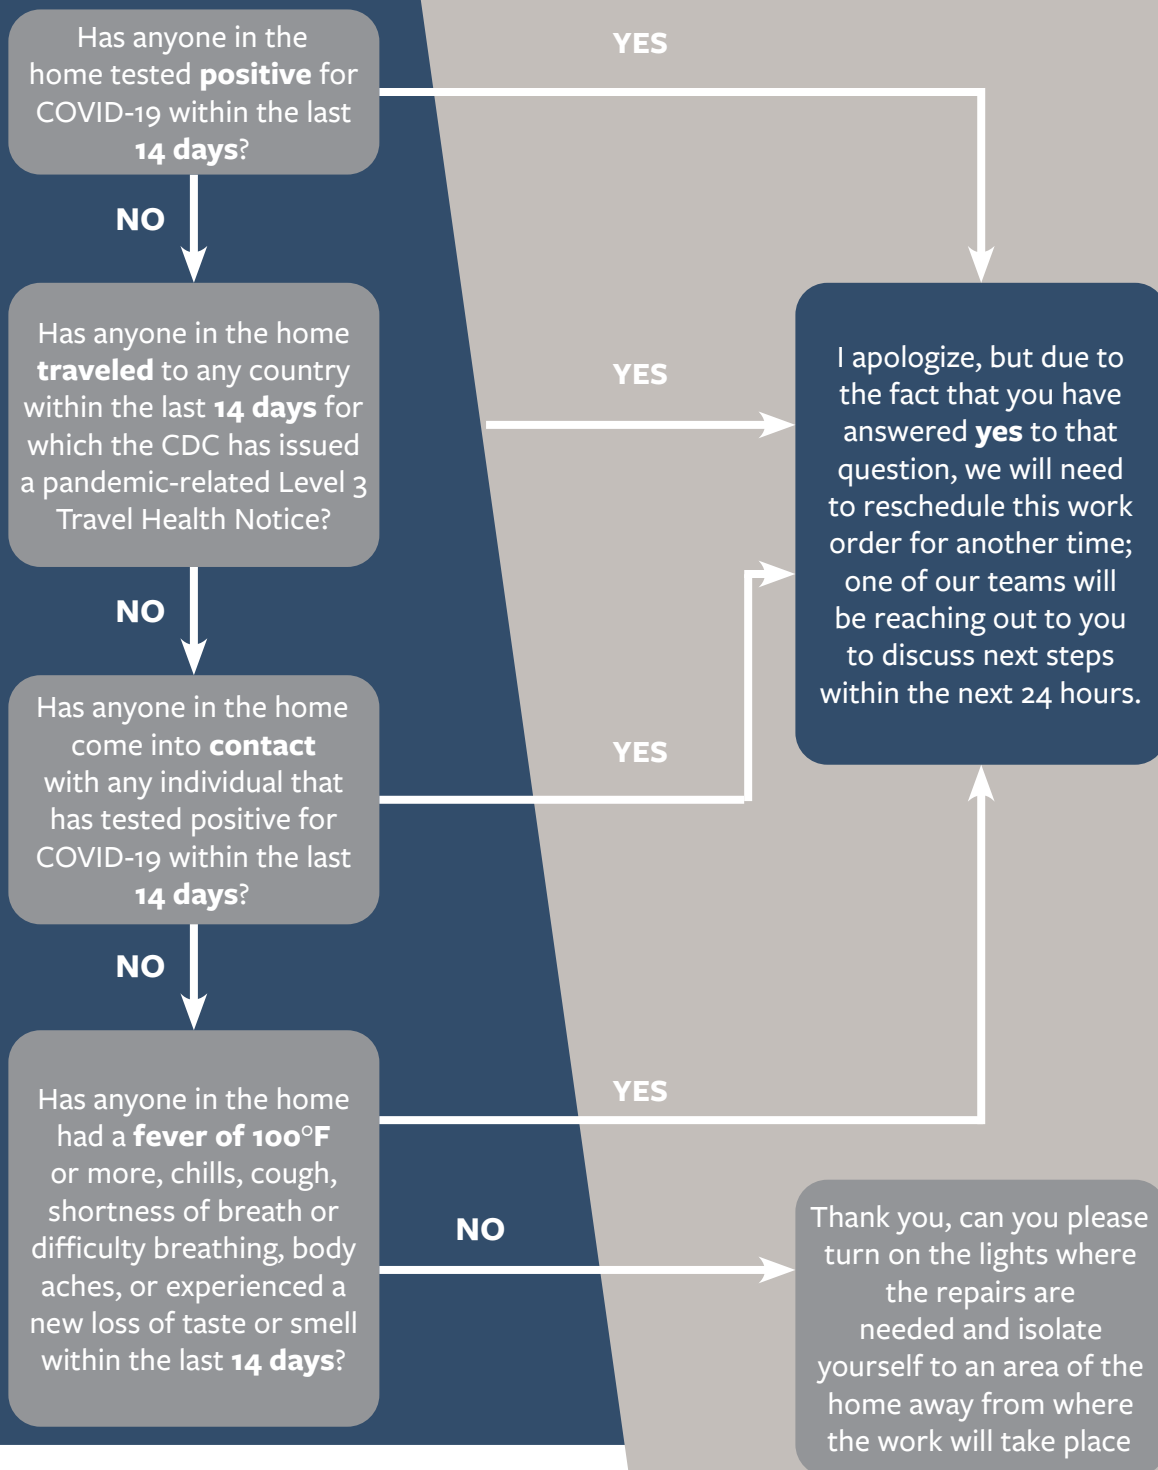 Has anyone in the
home tested positive for
COVID-19 within the last
14 days?
YES
NO
Has anyone in the home
traveled to any country
within the last 14 days for
which the CDC has issued
a pandemic-related Level 3
Travel Health Notice?
YES
I apologize, but due to
the fact that you have
answered yes to that
question, we will need
to reschedule this work
order for another time;
one of our teams will
be reaching out to you
to discuss next steps
within the next 24 hours.
NO
Has anyone in the home
come into contact
with any individual that
has tested positive for
COVID-19 within the last
14 days?
YES
NO
Has anyone in the home
had a fever of 100°F
or more, chills, cough,
shortness of breath or
difficulty breathing, body
aches, or experienced a
new loss of taste or smell
within the last 14 days?
YES
NO
Thank you, can you please
turn on the lights where
the repairs are
needed and isolate
yourself to an area of the
home away from where
the work will take place